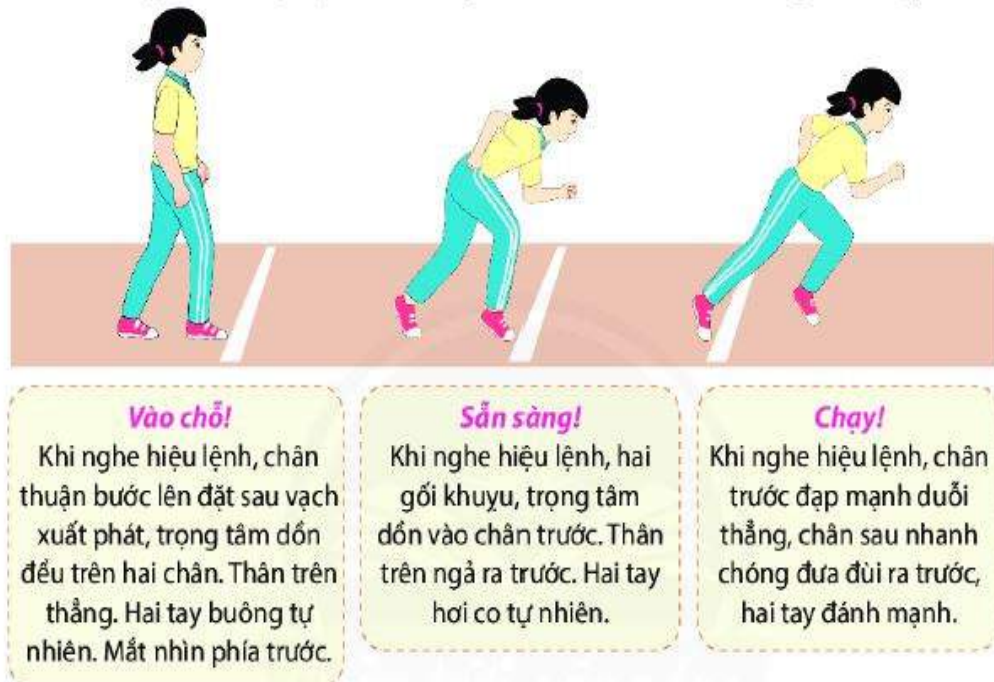 Vào chỗ!
Khi nghe hiệu lệnh, chân
thuận bước lên đặt sau vạch
xuất phát, trọng tâm dồn
đều trên hai chân. Thân trên
thẳng. Hai tay buông tự
nhiên. Mắt nhìn phía trước.
Sẵn sàng!
Khi nghe hiệu lệnh, hai
gối khuỵu, trọng tâm
dồn vào chân trước. Thân
trên ngả ra trước. Hai tay
hơi co tự nhiên.
Chạy!
Khi nghe hiệu lệnh, chân
trước đạp mạnh duỗi
thẳng, chân sau nhanh
chóng đưa đùi ra trước,
hai tay đánh mạnh.